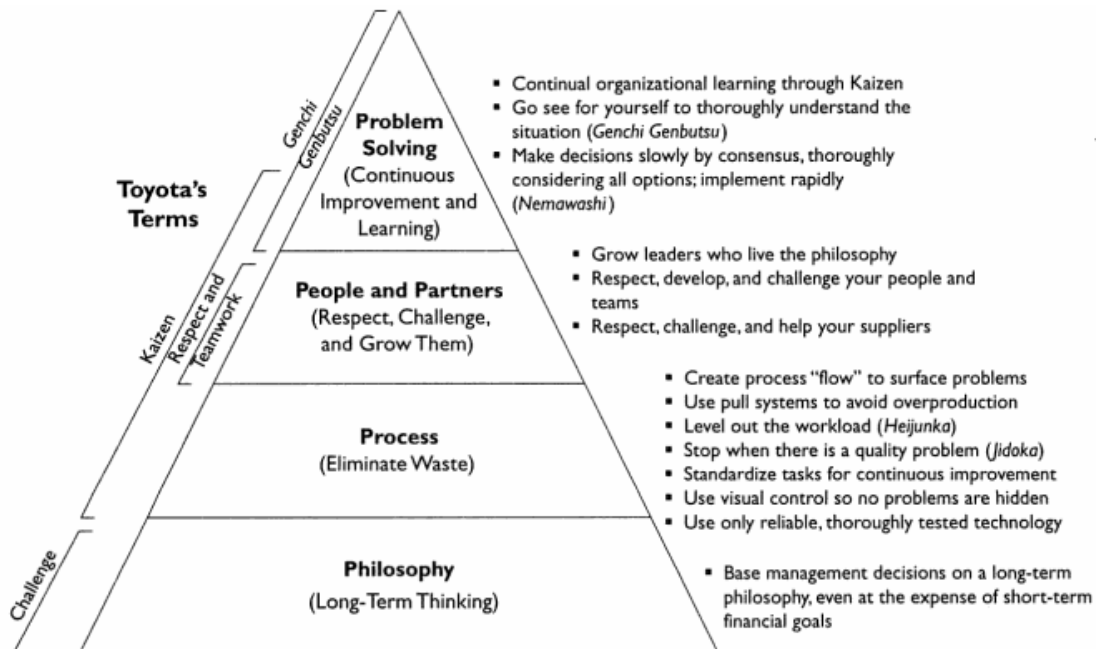 Genchi
Genbutsu
Problem
Solving
(Continuous
Improvement and
Learning)
▪ Continual organizational learning through Kaizen
▪ Go see for yourself to thoroughly understand the
situation (Genchi Genbutsu)
▪ Make decisions slowly by consensus, thoroughly
considering all options; implement rapidly
(Nemawashi)
Toyota's
Terms
Kaizen
Respect and
Teamwork
People and Partners
(Respect, Challenge,
and Grow Them)
▪ Grow leaders who live the philosophy
▪ Respect, develop, and challenge your people and
teams
▪ Respect, challenge, and help your suppliers
Process
(Eliminate Waste)
▪ Create process “flow” to surface problems
▪ Use pull systems to avoid overproduction
▪ Level out the workload (Heijunka)
▪ Stop when there is a quality problem (Jidoka)
▪ Standardize tasks for continuous improvement
▪ Use visual control so no problems are hidden
▪ Use only reliable, thoroughly tested technology
Challenge
Philosophy
(Long-Term Thinking)
▪ Base management decisions on a long-term
philosophy, even at the expense of short-term
financial goals